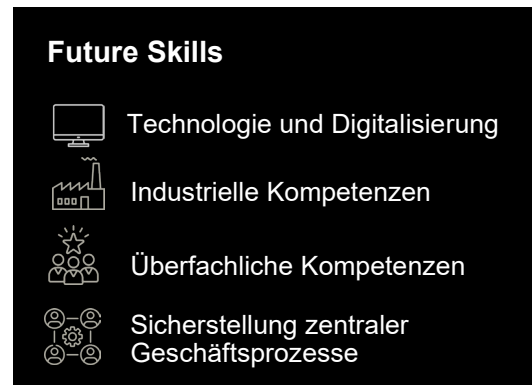 Future Skills
Technologie und Digitalisierung
Industrielle Kompetenzen
Überfachliche Kompetenzen
Sicherstellung zentraler
Geschäftsprozesse